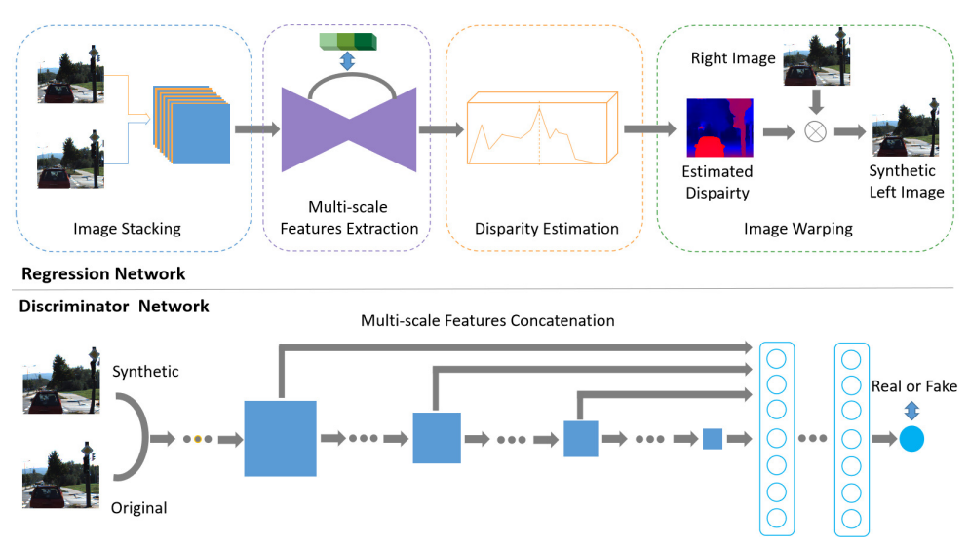 Right Image
Estimated
Dispairty
Synthetic
Left Image
Image Stacking
Multi-scale
Features Extraction
Disparity Estimation
Image Warping
Regression Network
Discriminator Network
Multi-scale Features Concatenation
Synthetic
Real or Fake
Original